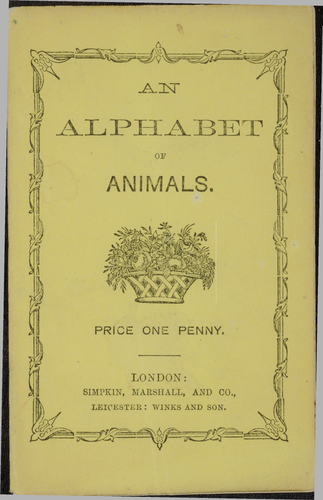 AN
ALPHABET
OF
ANIMALS.
PRICE ONE PENNY.
LONDON:
SIMPKIN, MARSHALL, AND CO.,
LEICESTER: WINKS AND SON.